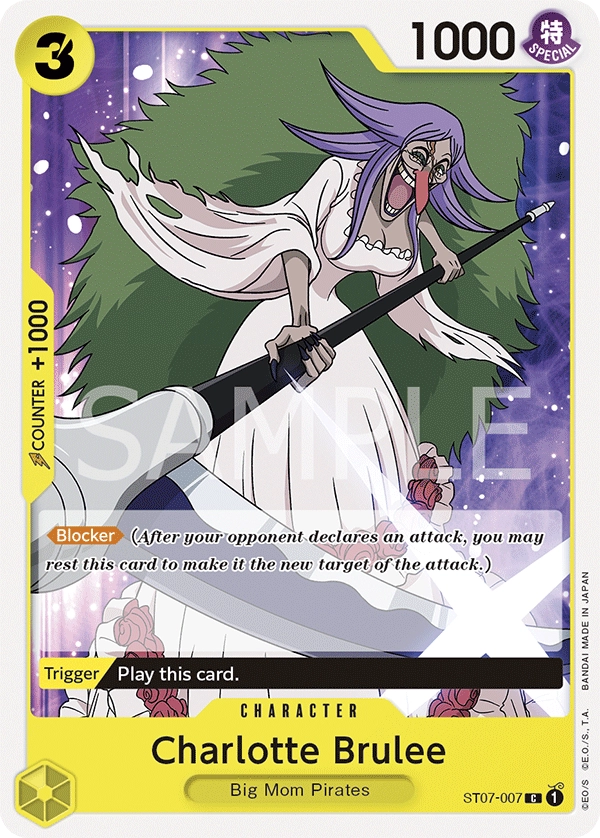 3
1000
特
SPECIAL
COUNTER +1000
SAMPLE
Blocker (After your opponent declares an attack, you may
rest this card to make it the new target of the attack.)
Trigger Play this card.
CHARACTER
Charlotte Brulee
Big Mom Pirates
ST07-007 C 1
©E.O/S ©E.O./S., T.A. BANDAI MADE IN JAPAN